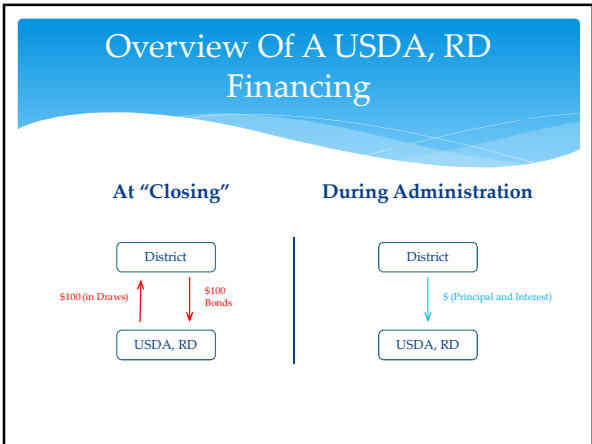 Overview Of A USDA, RD
Financing
At “Closing”
District
$100 (in Draws)
$100
Bonds
USDA, RD
During Administration
District
$ (Principal and Interest)
USDA, RD